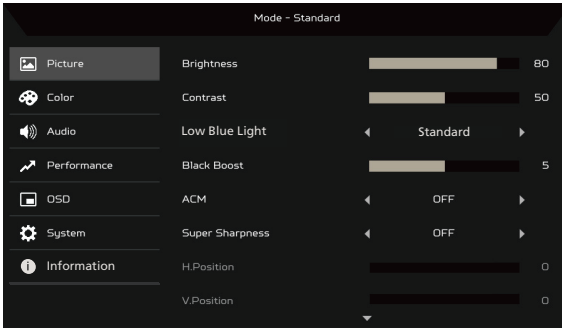 Mode - Standard
Picture
Brightness 80
Color
Contrast 50
Audio
Low Blue Light Standard
Performance
Black Boost 5
OSD
ACM OFF
System
Super Sharpness OFF
Information
H.Position 0
V.Position 0